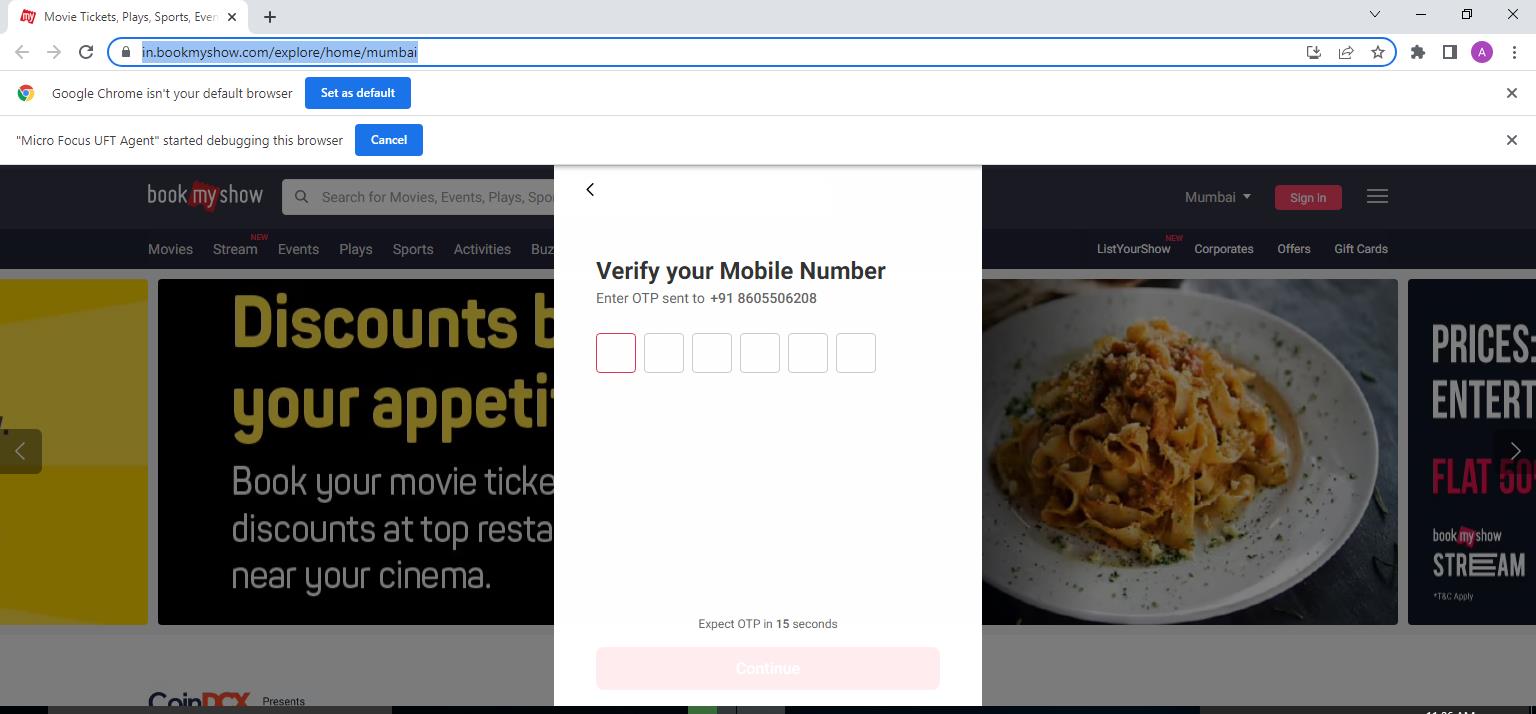 Movie Tickets, Plays, Sports, Even
in.bookmyshow.com/explore/home/mumbai
A
Google Chrome isn't your default browser
Set as default
"Micro Focus UFT Agent" started debugging this browser
Cancel
book my show
Search for Movies, Events, Plays, Spo
Mumbai
Sign in
Movies
Stream
NEW
Events
Plays
Sports
Activities
Buz
ListYourShow
NEW
Corporates
Offers
Gift Cards
Verify your Mobile Number
Enter OTP sent to +91 8605506208
Expect OTP in 15 seconds
Continue
Discounts b
your appeti
Book your movie ticke
discounts at top resta
near your cinema.
PRICES:
ENTERT
FLAT 50
book my show
STREAM
*T&C Apply
CoinDCX
Presents